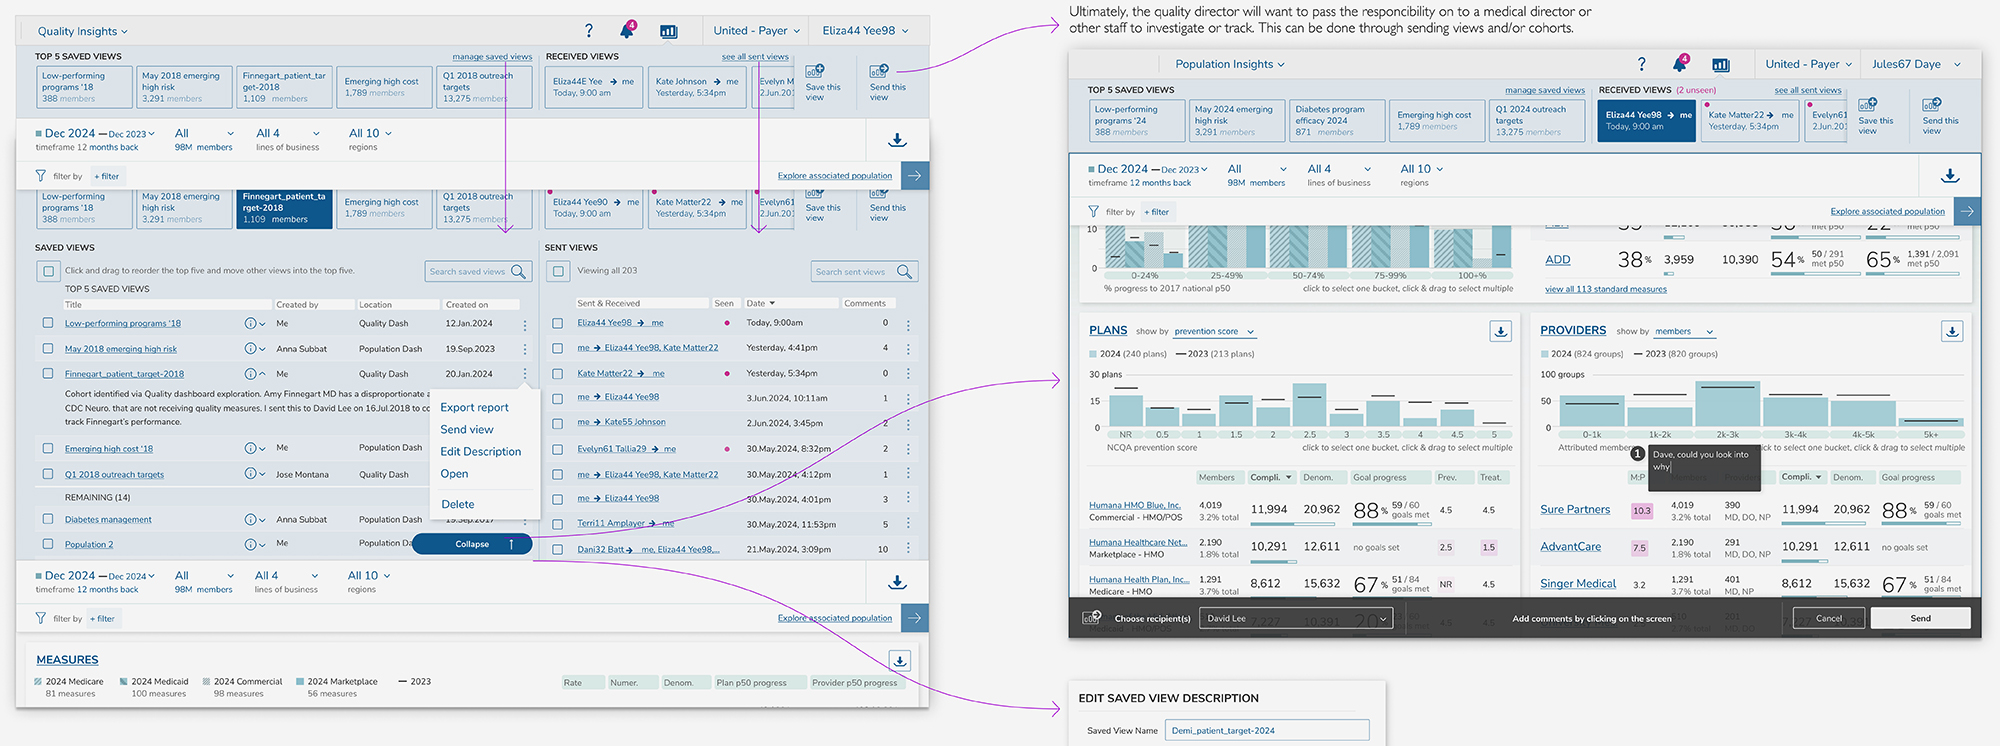 Ultimately, the quality director will want to pass the responcibility on to a medical director or
other staff to investigate or track. This can be done through sending views and/or cohorts.
Quality Insights
?
4
United - Payer
Eliza44 Yee98
TOP 5 SAVED VIEWS
manage saved views
RECEIVED VIEWS
see all sent views
Low-performing programs '18 388 members
May 2018 emerging high risk 3,291 members
Finnegart_patient_tar get-2018 1,109 members
Emerging high cost 1,789 members
Q1 2018 outreach targets 13,275 members
Eliza44E Yee → me Today, 9:00 am
Kate Johnson → me Yesterday, 5:34pm
Evelyn M 2.Jun.201
Save this view
Send this view
Dec 2024 — Dec 2023
timeframe 12 months back
All
98M members
All 4
lines of business
All 10
regions
filter by + filter
Explore associated population
Low-performing programs '18 388 members
May 2018 emerging high risk 3,291 members
Finnegart_patient_ta rget-2018 1,109 members
Emerging high cost 1,789 members
Q1 2018 outreach targets 13,275 members
Eliza44 Yee90 → me Today, 9:00 am
Kate Matter22 → me Yesterday, 5:34pm
Evelyn61 2.Jun.201
Save this view
Send this view
SAVED VIEWS
Click and drag to reorder the top five and move other views into the top five.
Search saved views
TOP 5 SAVED VIEWS
Title Created by Location Created on
Low-performing programs '18 Me Quality Dash 12.Jan.2024
May 2018 emerging high risk Anna Subbat Population Dash 19.Sep.2023
Finnegart_patient_target-2018 Me Quality Dash 20.Jan.2024
Cohort identified via Quality dashboard exploration. Amy Finnegart MD has a disproportionate a
CDC Neuro. that are not receiving quality measures. I sent this to David Lee on 16Jul.2018 to co
track Finnegart's performance.
Emerging high cost '18 Me Population Dash
Q1 2018 outreach targets Jose Montana Quality Dash
REMAINING (14)
Diabetes management Anna Subbat Population Dash 19.Sep.2017
Population 2 Me Population Da
Export report
Send view
Edit Description
Open
Delete
Collapse
SENT VIEWS
Viewing all 203
Search sent views
Sent & Received Seen Date Comments
Eliza44 Yee98 → me Today, 9:00am 0
me → Eliza44 Yee98, Kate Matter22 Yesterday, 4:41pm 4
Kate Matter22 → me Yesterday, 5:34pm 0
me → Eliza44 Yee98 3.Jun.2024, 10:11am 1
me → Kate55 Johnson 2.Jun.2024, 3:45pm 2
Evelyn61 Tallia29 → me 30.May.2024, 8:32pm 2
me → Eliza44 Yee98, Kate Matter22 30.May.2024, 4:12pm 1
me → Eliza44 Yee98 30.May.2024, 4:01pm 3
Terri11 Amplayer → me 30.May.2024, 11:53pm 5
Dani32 Batt → me, Eliza44 Yee98,... 21.May.2024, 3:09pm 10
Dec 2024 — Dec 2024
timeframe 12 months back
All
98M members
All 4
lines of business
All 10
regions
filter by + filter
Explore associated population
MEASURES
2024 Medicare 81 measures
2024 Medicaid 100 measures
2024 Commercial 98 measures
2024 Marketplace 56 measures
2023
Rate Numer. Denom. Plan p50 progress Provider p50 progress
Population Insights
?
4
United - Payer
Jules67 Daye
TOP 5 SAVED VIEWS
manage saved views
RECEIVED VIEWS (2 unseen)
see all sent views
Low-performing programs '24 388 members
May 2024 emerging high risk 3,291 members
Diabetes program efficacy 2024 871 members
Emerging high cost 1,789 members
Q1 2024 outreach targets 13,275 members
Eliza44 Yee98 → me Today, 9:00 am
Kate Matter22 → me Yesterday. 5:34pm
Evelyn61 2.Jun.201
Save this view
Send this view
Dec 2024 — Dec 2023
timeframe 12 months back
All
98M members
All 4
lines of business
All 10
regions
filter by + filter
Explore associated population
10
0
0-24% 25-49% 50-74% 75-99% 100+%
% progress to 2017 national p50
click to select one bucket, click & drag to select multiple
met p50 met p50
ADD 38% 3,959 10,390 54% 50 / 291 met p50 65% 1,391 / 2,091 met p50
view all 113 standard measures
PLANS show by prevention score
2024 (240 plans) — 2023 (213 plans)
30 plans
15
0
NR 0.5 1 1.5 2 2.5 3 3.5 4 4.5 5
NCQA prevention score
click to select one bucket, click & drag to select multiple
Members Compli. Denom. Goal progress Prev. Treat.
Humana HMO Blue, Inc. Commercial - HMO/POS 4,019 3.2% total 11,994 20,962 88% 59 / 60 goals met 4.5 4.5
Humana Healthcare Net... Marketplace - HMO 2.190 1.8% total 10,291 12,611 no goals set 2.5 1.5
Humana Health Plan, Inc... Medicare - HMO 1.291 3.7% total 8,612 15,632 67% 51 / 84 goals met NR 4.5
PROVIDERS show by members
2024 (824 groups) — 2023 (820 groups)
100 groups
50
0
0-1k 1k-2k 2k-3k 3k-4k 4k-5k 5k+
Attributed member
click to select one bucket, click & drag to select multiple
1
Dave, could you look into
why
M:P Compli. Denom. Goal progress
Sure Partners 10.3 4,019 3.2% total 390 MD, DO, NP 11,994 20,962 88% 59 / 60 goals met
AdvantCare 7.5 2.190 1.8% total 291 MD, DO, NP 10,291 12,611 no goals set
Singer Medical 3.2 1,291 3.7% total 401 MD, DO, NP 8,612 15,632 67% 51 / 84 goals met
Choose recipient(s)
David Lee
Add comments by clicking on the screen
Cancel
Send
EDIT SAVED VIEW DESCRIPTION
Saved View Name
Demi_patient_target-2024